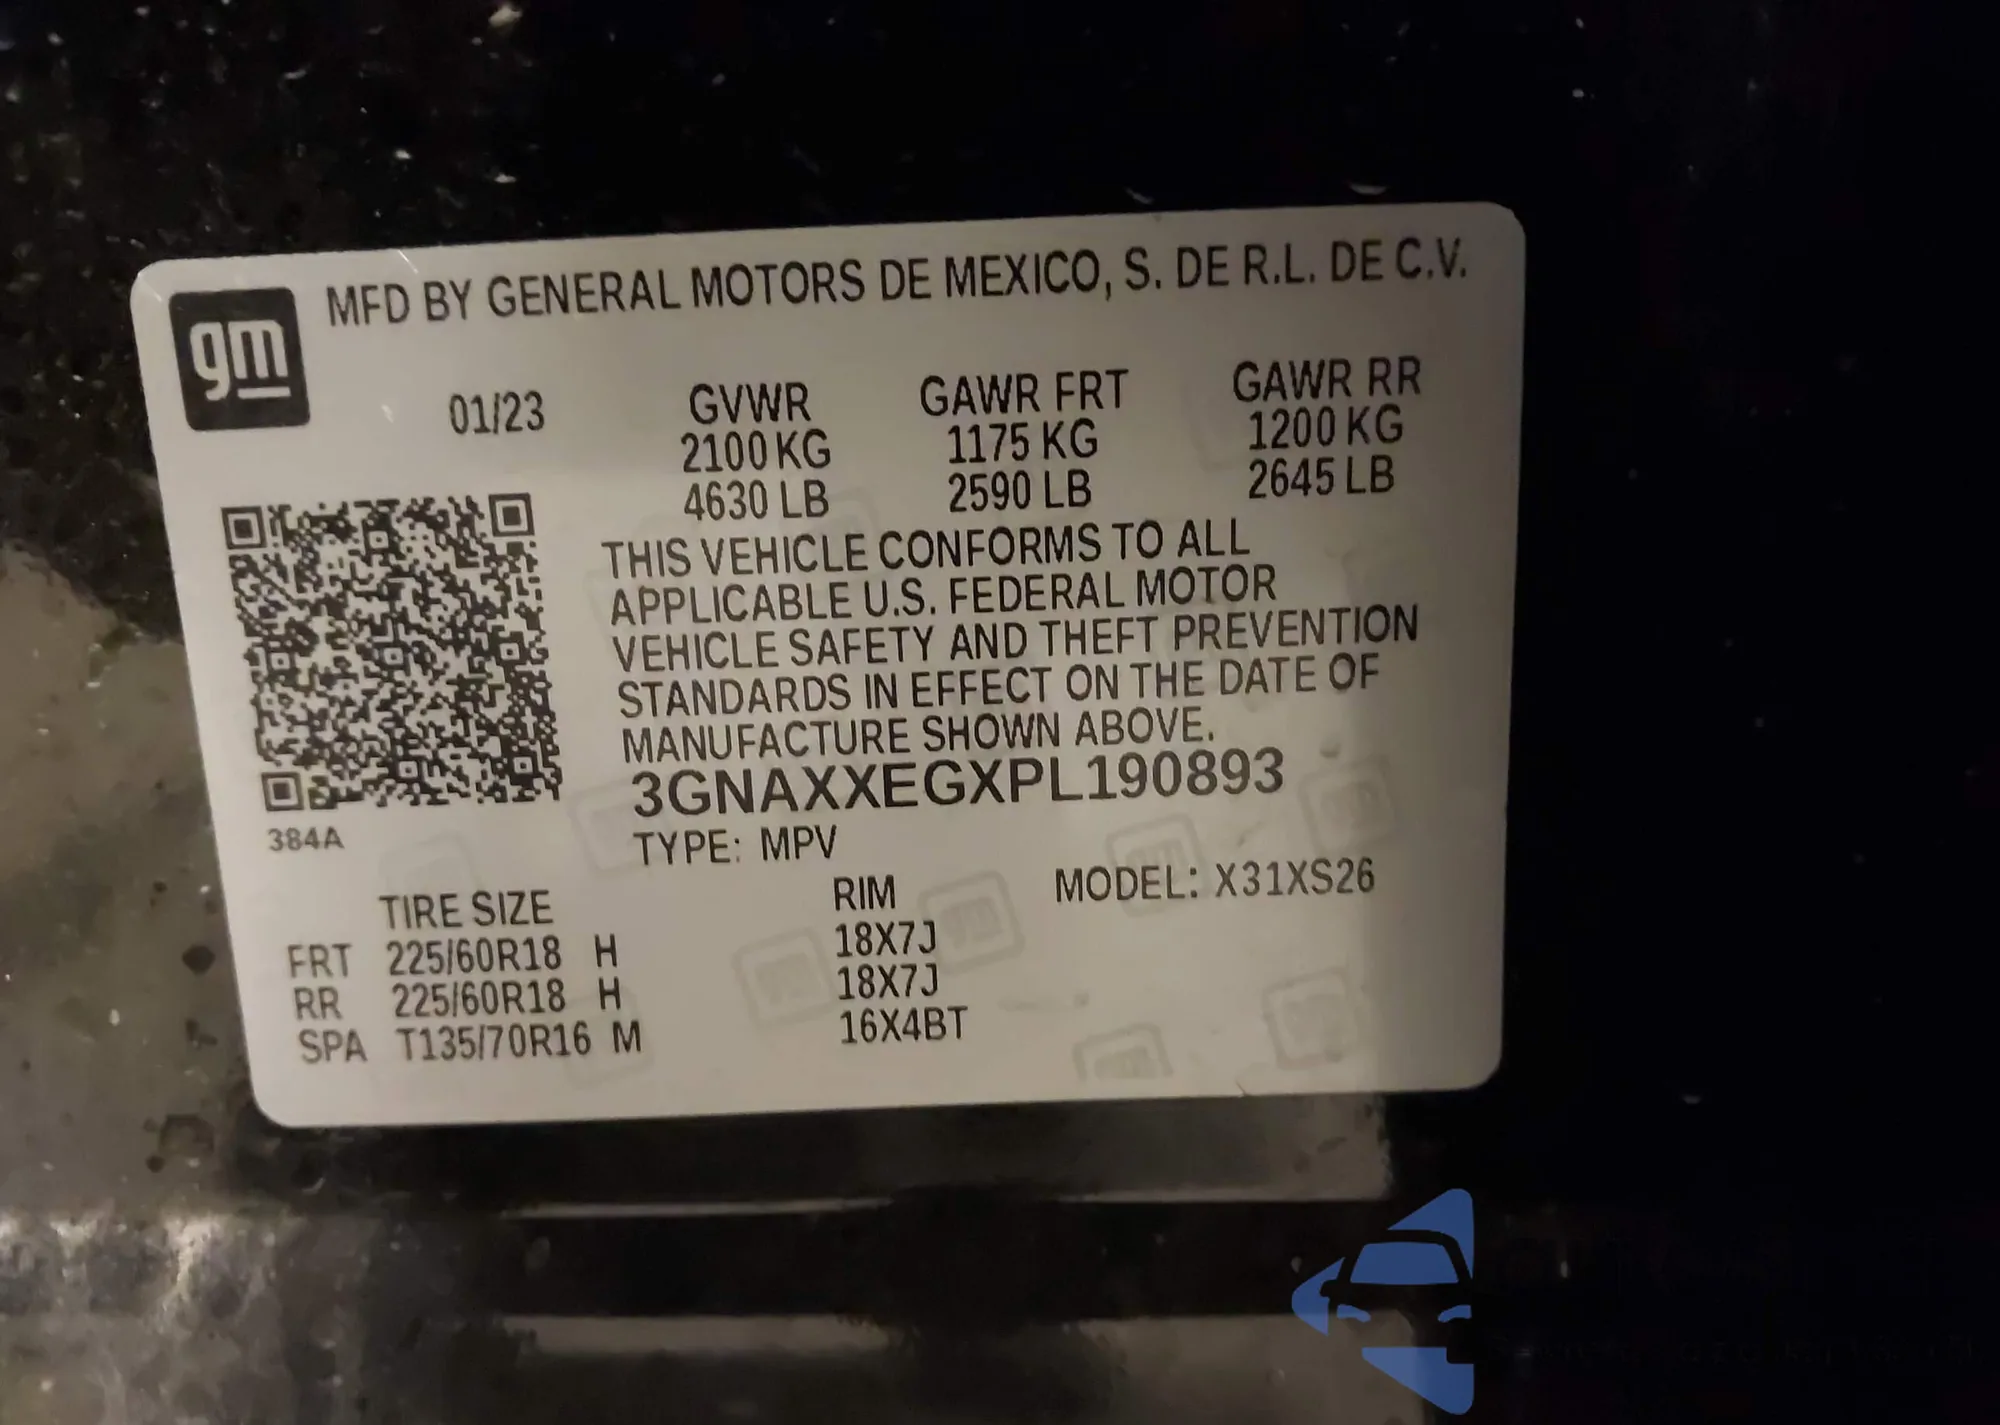 gm
MFD BY GENERAL MOTORS DE MEXICO, S. DE R.L. DE C.V.
01/23 GVWR GAWR FRT GAWR RR
2100 KG 1175 KG 1200 KG
4630 LB 2590 LB 2645 LB
THIS VEHICLE CONFORMS TO ALL
APPLICABLE U.S. FEDERAL MOTOR
VEHICLE SAFETY AND THEFT PREVENTION
STANDARDS IN EFFECT ON THE DATE OF
MANUFACTURE SHOWN ABOVE.
3GNAXXEGXPL190893
384A
TYPE: MPV
TIRE SIZE RIM MODEL: X31XS26
FRT 225/60R18 H 18X7J
RR 225/60R18 H 18X7J
SPA T135/70R16 M 16X4BT